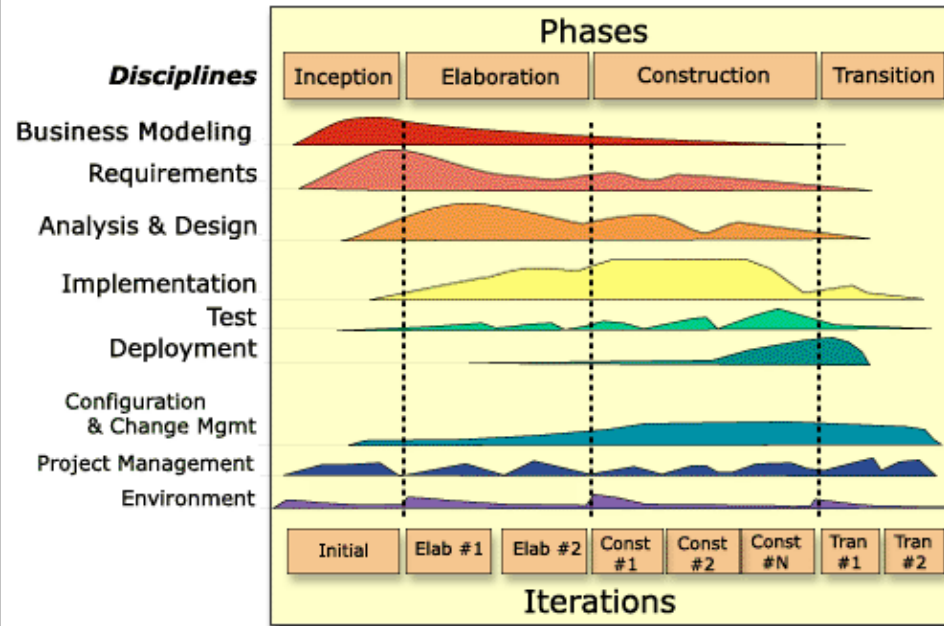 Phases
Disciplines
Inception
Elaboration
Construction
Transition
Business Modeling
Requirements
Analysis & Design
Implementation
Test
Deployment
Configuration
& Change Mgmt
Project Management
Environment
Initial
Elab #1
Elab #2
Const
#1
Const
#2
Const
#N
Tran
#1
Tran
#2
Iterations